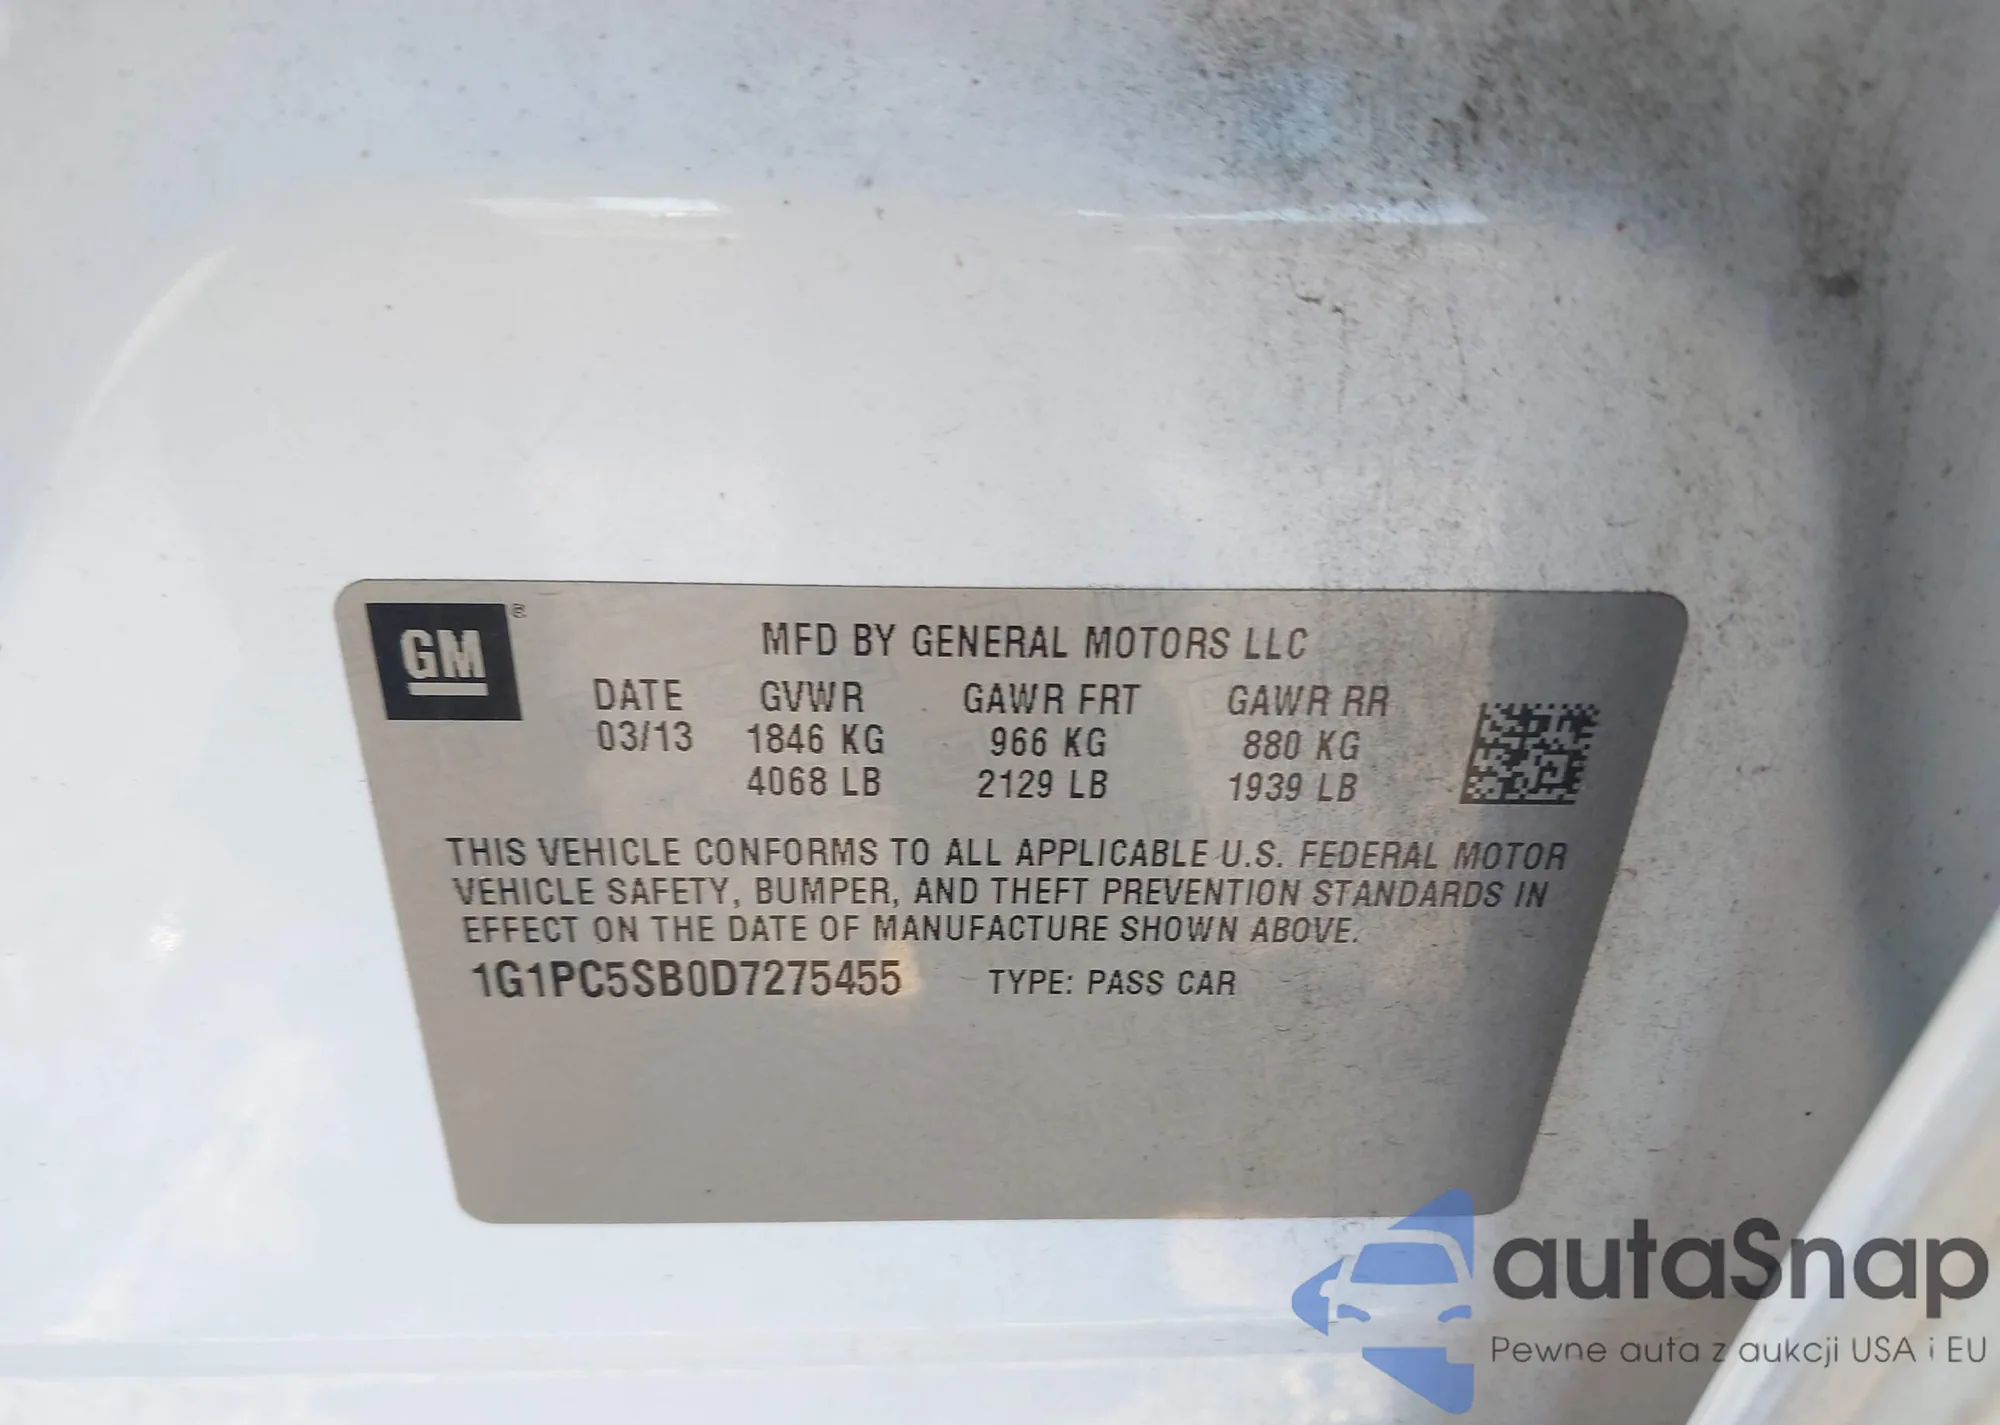 GM ®
MFD BY GENERAL MOTORS LLC
DATE GVWR GAWR FRT GAWR RR
03/13 1846 KG 966 KG 880 KG
4068 LB 2129 LB 1939 LB
THIS VEHICLE CONFORMS TO ALL APPLICABLE U.S. FEDERAL MOTOR
VEHICLE SAFETY, BUMPER, AND THEFT PREVENTION STANDARDS IN
EFFECT ON THE DATE OF MANUFACTURE SHOWN ABOVE.
1G1PC5SB0D7275455 TYPE: PASS CAR
autaSnap
Pewne auta z aukcji USA i EU